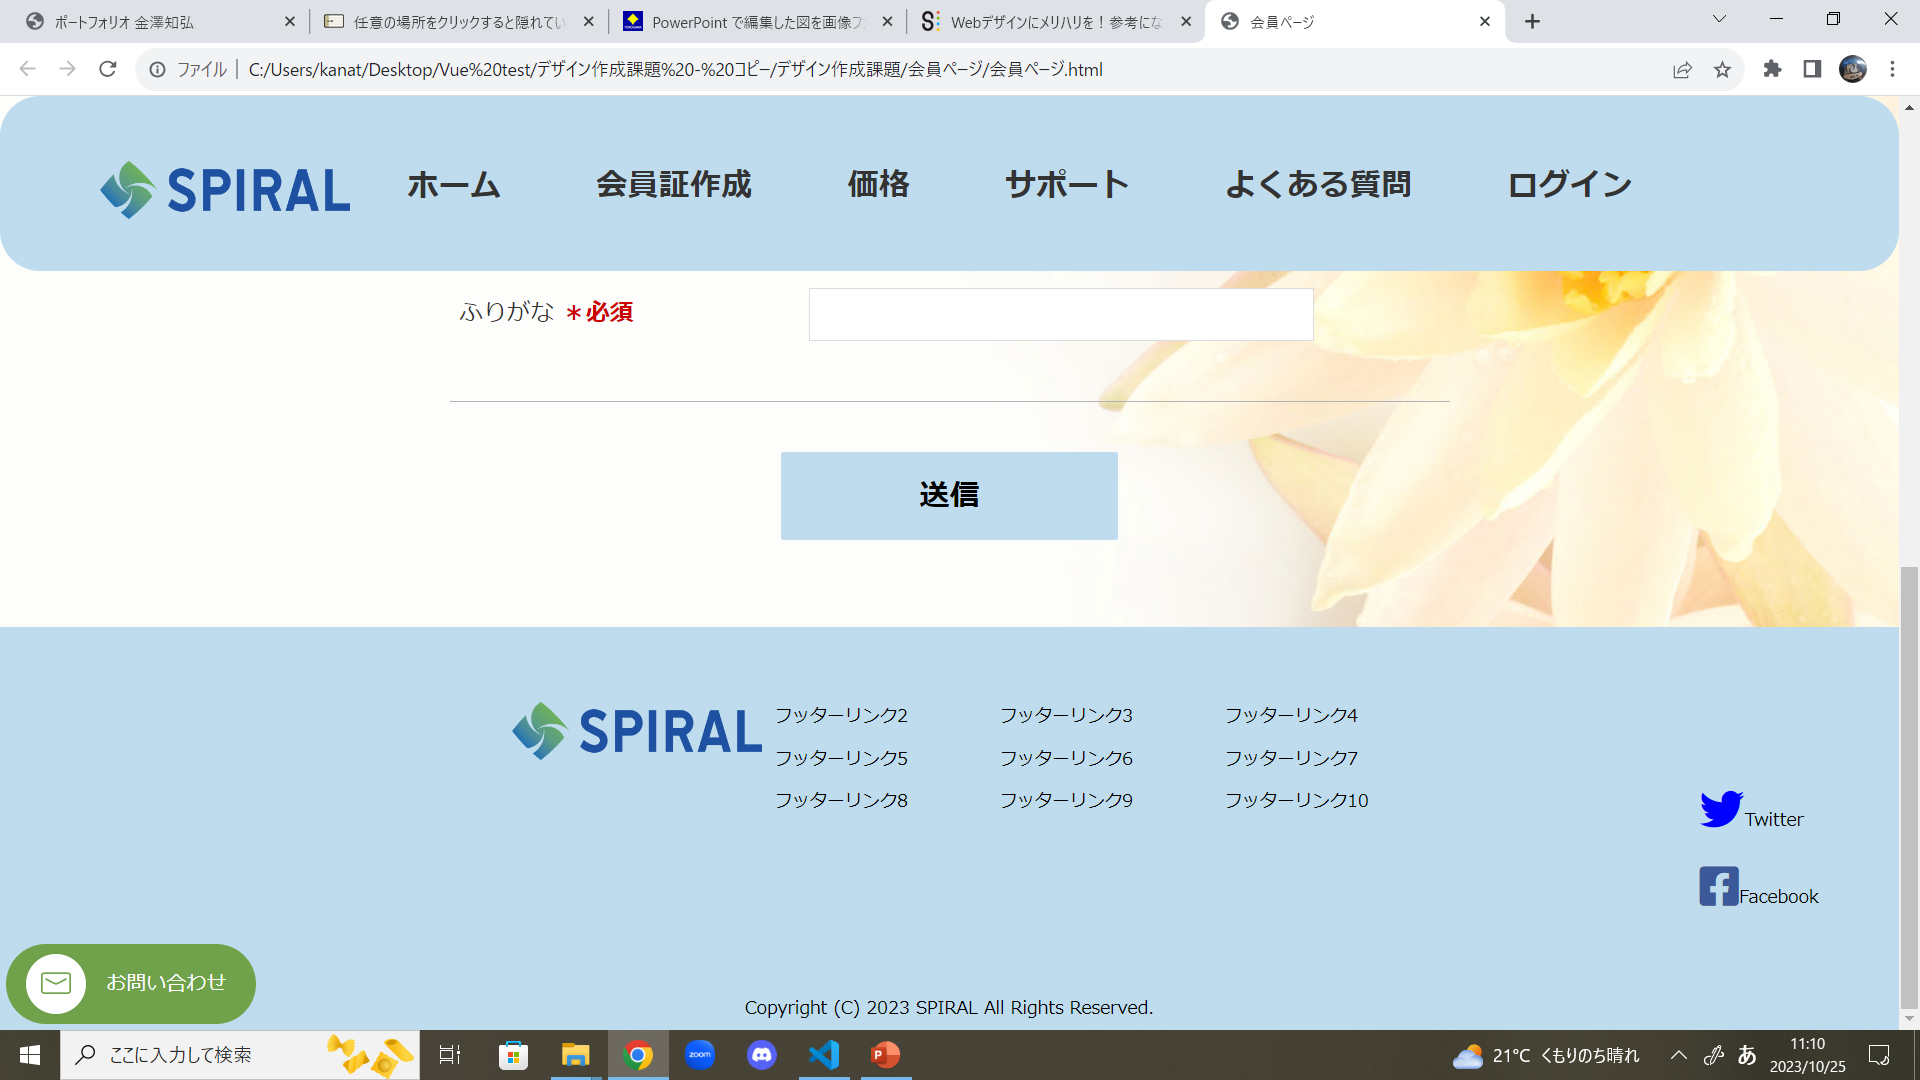 ポートフォリオ 金澤知弘
任意の場所をクリックすると隠れてい
PowerPoint で編集した図を画像フ
Webデザインにメリハリを！参考にな
会員ページ
ファイル
C:/Users/kanat/Desktop/Vue%20test/デザイン作成課題%20-%20コピー/デザイン作成課題/会員ページ/会員ページ.html
SPIRAL
ホーム
会員証作成
価格
サポート
よくある質問
ログイン
ふりがな ＊必須
送信
SPIRAL
フッターリンク2
フッターリンク3
フッターリンク4
フッターリンク5
フッターリンク6
フッターリンク7
フッターリンク8
フッターリンク9
フッターリンク10
Twitter
Facebook
お問い合わせ
Copyright (C) 2023 SPIRAL All Rights Reserved.
ここに入力して検索
zoom
21℃ くもりのち晴れ
あ
11:10
2023/10/25